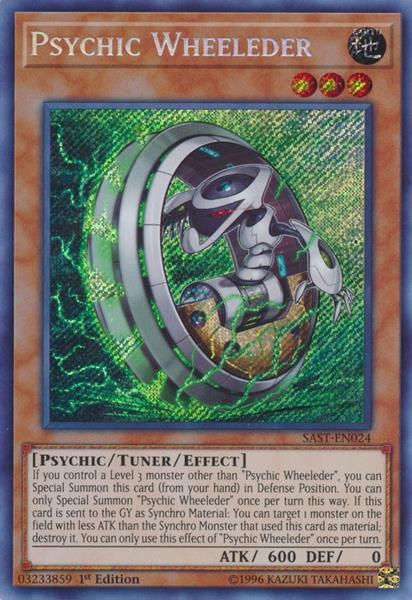 PSYCHIC WHEELEDER
地
SAST-EN024
[PSYCHIC/TUNER/EFFECT]
If you control a Level 3 monster other than "Psychic Wheeleder", you can
Special Summon this card (from your hand) in Defense Position. You can
only Special Summon "Psychic Wheeleder" once per turn this way. If this
card is sent to the GY as Synchro Material: You can target 1 monster on the
field with less ATK than the Synchro Monster that used this card as material;
destroy it. You can only use this effect of "Psychic Wheeleder" once per turn.
ATK/ 600 DEF/ 0
03233859 1st Edition ©1996 KAZUKI TAKAHASHI